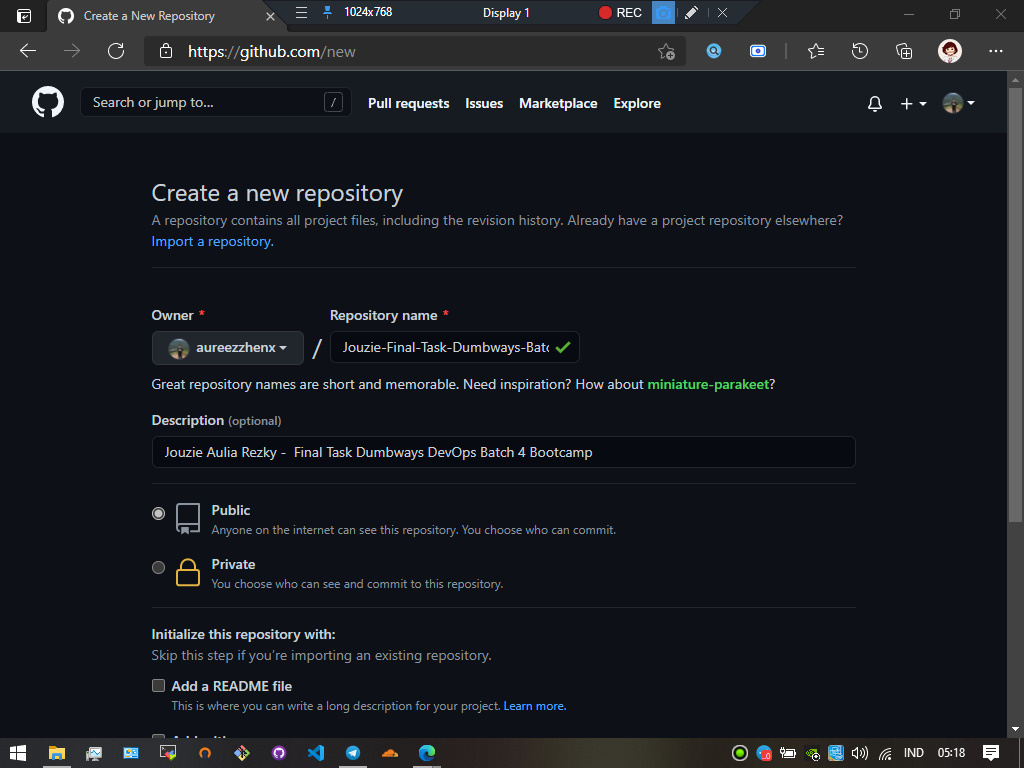 Create a New Repository
1024x768
Display 1
REC
https://github.com/new
Search or jump to...
/
Pull requests
Issues
Marketplace
Explore
Create a new repository
A repository contains all project files, including the revision history. Already have a project repository elsewhere?
Import a repository.
Owner *
Repository name *
aureezzhenx
/
Jouzie-Final-Task-Dumbways-Batc
Great repository names are short and memorable. Need inspiration? How about miniature-parakeet?
Description (optional)
Jouzie Aulia Rezky - Final Task Dumbways DevOps Batch 4 Bootcamp
Public
Anyone on the internet can see this repository. You choose who can commit.
Private
You choose who can see and commit to this repository.
Initialize this repository with:
Skip this step if you're importing an existing repository.
Add a README file
This is where you can write a long description for your project. Learn more.
IND
05:18